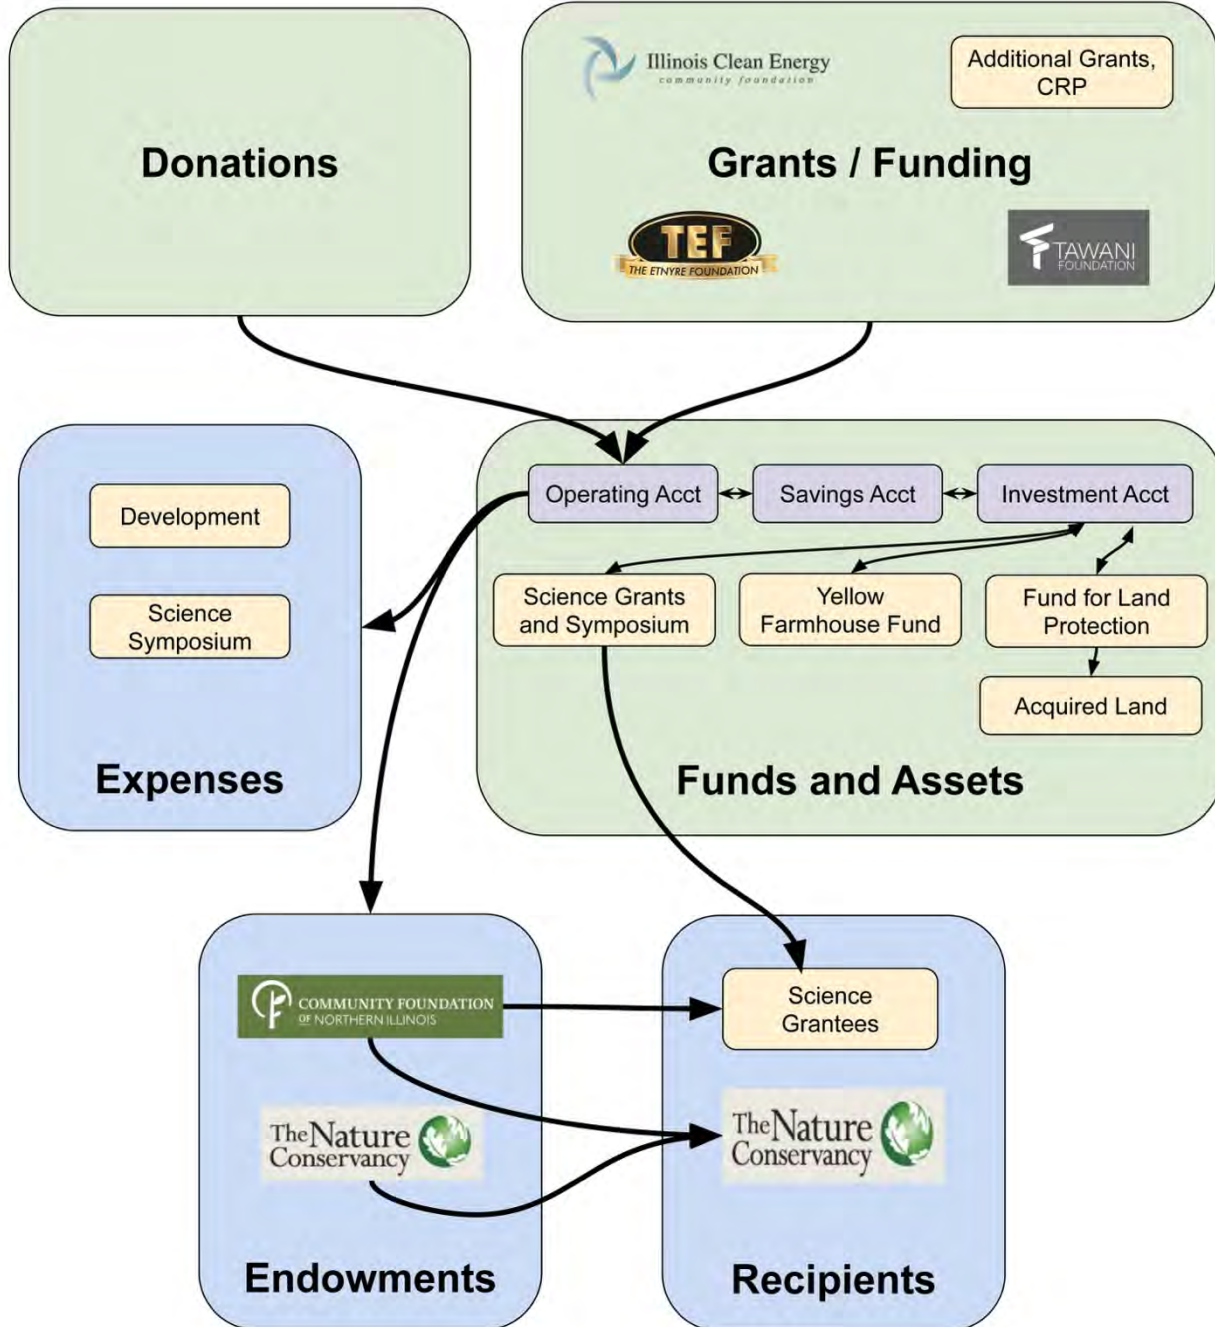 Donations
Illinois Clean Energy
community foundation
Additional Grants,
CRP
Grants / Funding
TEF
THE ETNYRE FOUNDATION
TAWANI
FOUNDATION
Development
Science
Symposium
Expenses
Operating Acct
Savings Acct
Investment Acct
Science Grants
and Symposium
Yellow
Farmhouse Fund
Fund for Land
Protection
Acquired Land
Funds and Assets
COMMUNITY FOUNDATION
OF NORTHERN ILLINOIS
The Nature
Conservancy
Endowments
Science
Grantees
The Nature
Conservancy
Recipients